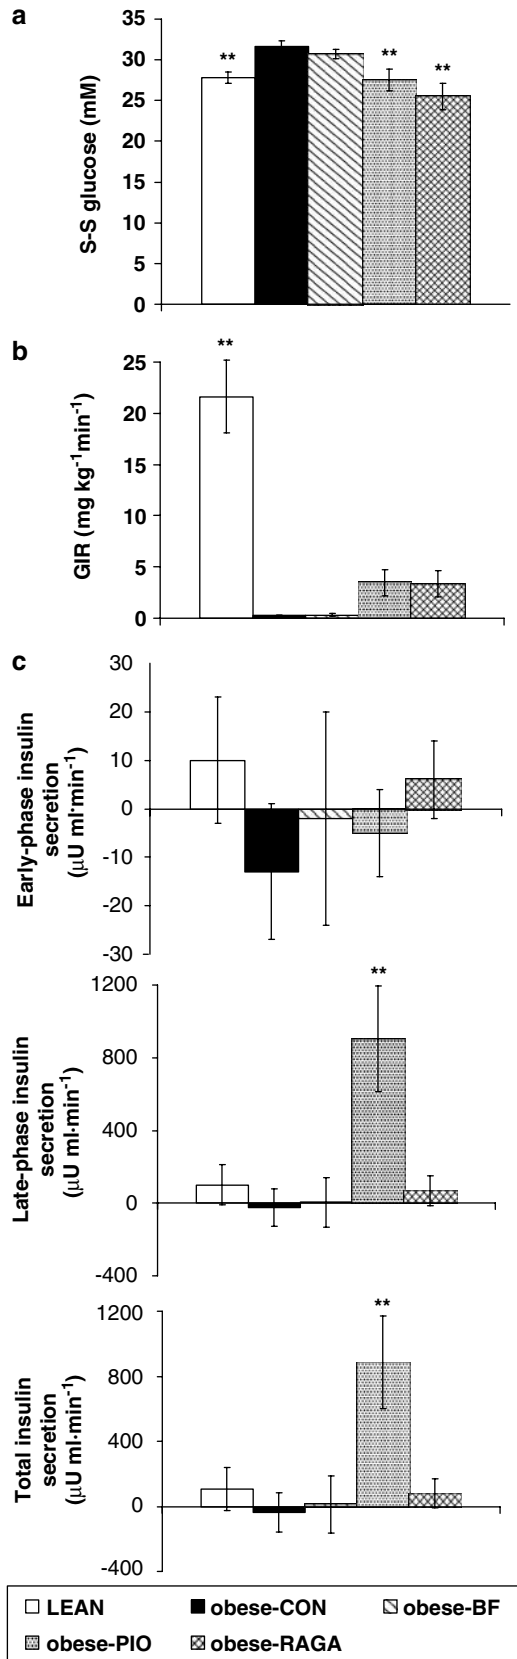 a
S-S glucose (mM)
35
30
25
20
15
10
5
0
**
**
**
b
GIR (mg kg⁻¹min⁻¹)
25
20
15
10
5
0
**
c
Early-phase insulin
secretion
(µU ml·min⁻¹)
30
20
10
0
-10
-20
-30
Late-phase insulin
secretion
(µU ml·min⁻¹)
1200
800
400
0
-400
**
Total insulin
secretion
(µU ml·min⁻¹)
1200
800
400
0
-400
**
LEAN obese-CON obese-BF
obese-PIO obese-RAGA